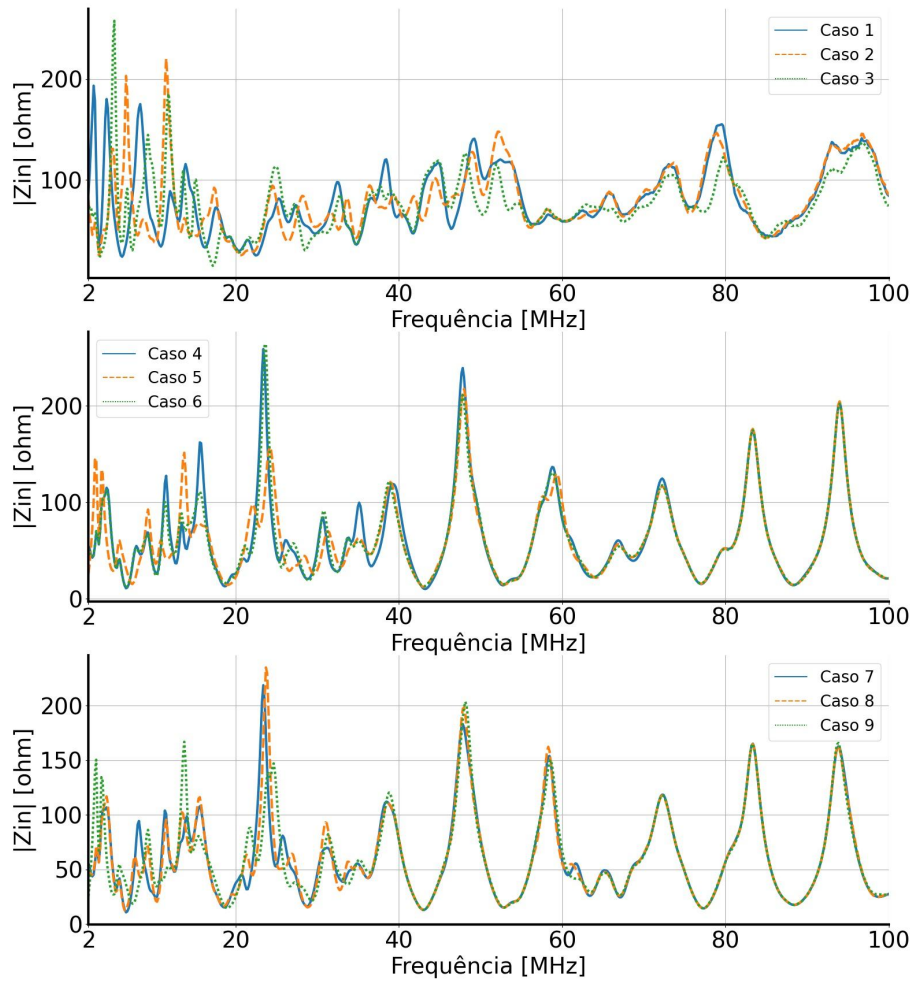 |Zin| [ohm]
200
100
Caso 1
Caso 2
Caso 3
2 20 40 60 80 100
Frequência [MHz]
|Zin| [ohm]
200
100
0
Caso 4
Caso 5
Caso 6
2 20 40 60 80 100
Frequência [MHz]
|Zin| [ohm]
200
150
100
50
0
Caso 7
Caso 8
Caso 9
2 20 40 60 80 100
Frequência [MHz]